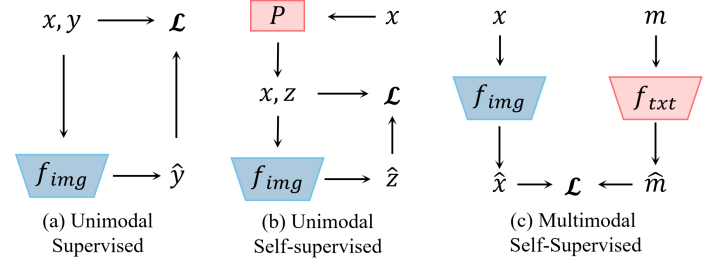 x, y
ℒ
f_img
ŷ
(a) Unimodal
Supervised
P
x
x, z
ℒ
f_img
ẑ
(b) Unimodal
Self-supervised
x
m
f_img
f_txt
x̂
ℒ
m̂
(c) Multimodal
Self-Supervised